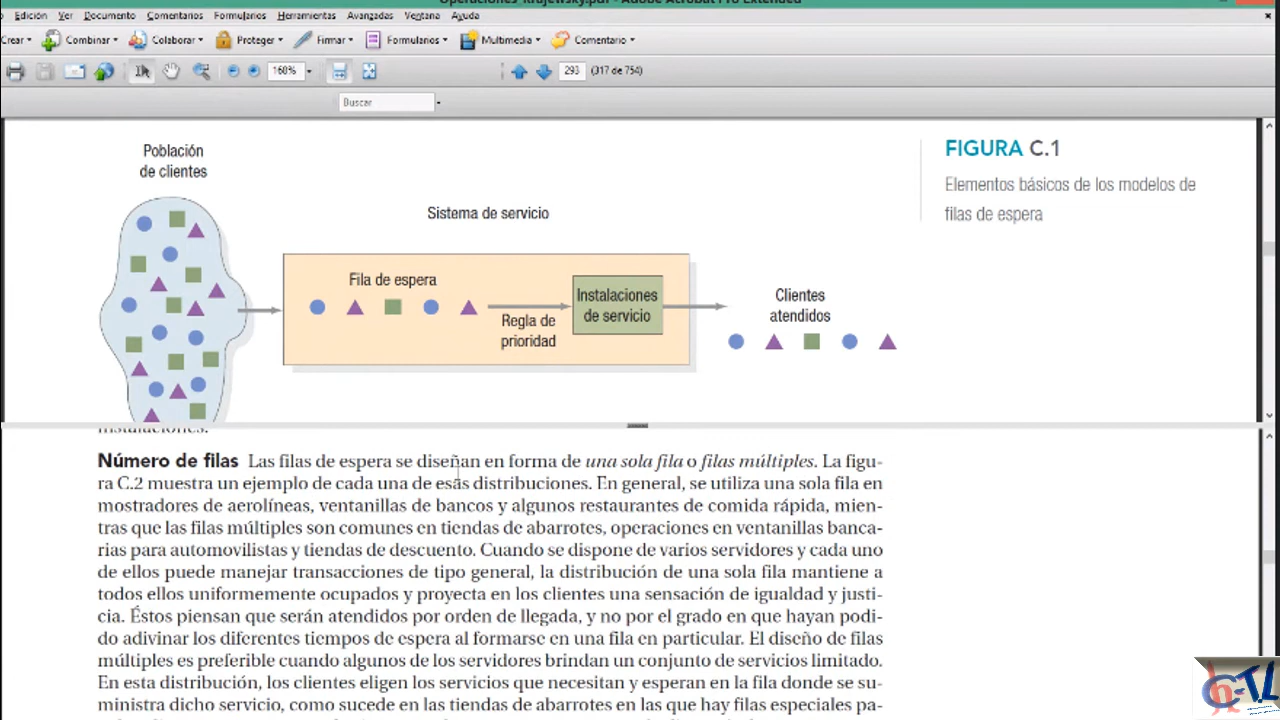 Operaciones_Krajewsky.pdf - Adobe Acrobat Pro Extended
Edición Ver Documento Comentarios Formularios Herramientas Avanzadas Ventana Ayuda
Crear Combinar Colaborar Proteger Firmar Formularios Multimedia Comentario
160% 293 (317 de 754)
Buscar
Población
de clientes
Sistema de servicio
Fila de espera
Regla de
prioridad
Instalaciones
de servicio
Clientes
atendidos
FIGURA C.1
Elementos básicos de los modelos de
filas de espera
instalaciones.
Número de filas Las filas de espera se diseñan en forma de una sola fila o filas múltiples. La figu-
ra C.2 muestra un ejemplo de cada una de esas distribuciones. En general, se utiliza una sola fila en
mostradores de aerolíneas, ventanillas de bancos y algunos restaurantes de comida rápida, mien-
tras que las filas múltiples son comunes en tiendas de abarrotes, operaciones en ventanillas banca-
rias para automovilistas y tiendas de descuento. Cuando se dispone de varios servidores y cada uno
de ellos puede manejar transacciones de tipo general, la distribución de una sola fila mantiene a
todos ellos uniformemente ocupados y proyecta en los clientes una sensación de igualdad y justi-
cia. Éstos piensan que serán atendidos por orden de llegada, y no por el grado en que hayan podi-
do adivinar los diferentes tiempos de espera al formarse en una fila en particular. El diseño de filas
múltiples es preferible cuando algunos de los servidores brindan un conjunto de servicios limitado.
En esta distribución, los clientes eligen los servicios que necesitan y esperan en la fila donde se su-
ministra dicho servicio, como sucede en las tiendas de abarrotes en las que hay filas especiales pa-